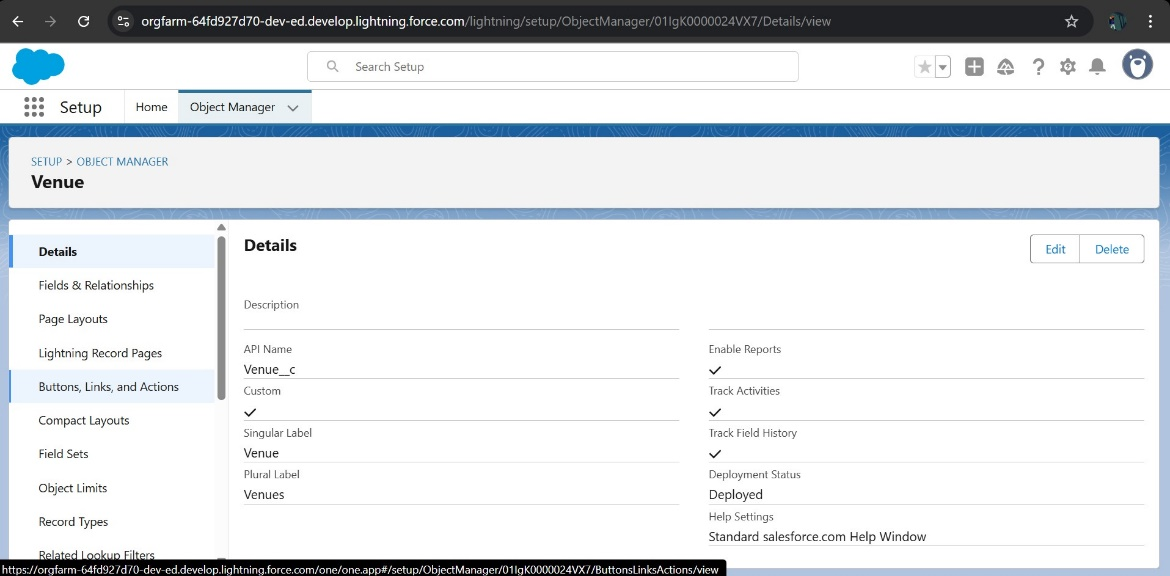 orgfarm-64fd927d70-dev-ed.develop.lightning.force.com/lightning/setup/ObjectManager/01IgK0000024VX7/Details/view
Search Setup
Setup
Home
Object Manager
SETUP > OBJECT MANAGER
Venue
Details
Fields & Relationships
Page Layouts
Lightning Record Pages
Buttons, Links, and Actions
Compact Layouts
Field Sets
Object Limits
Record Types
Related Lookup Filters
Details
Edit
Delete
Description
API Name
Venue__c
Custom
Singular Label
Venue
Plural Label
Venues
Enable Reports
Track Activities
Track Field History
Deployment Status
Deployed
Help Settings
Standard salesforce.com Help Window
https://orgfarm-64fd927d70-dev-ed.develop.lightning.force.com/one/one.app#/setup/ObjectManager/01IgK0000024VX7/ButtonsLinksActions/view